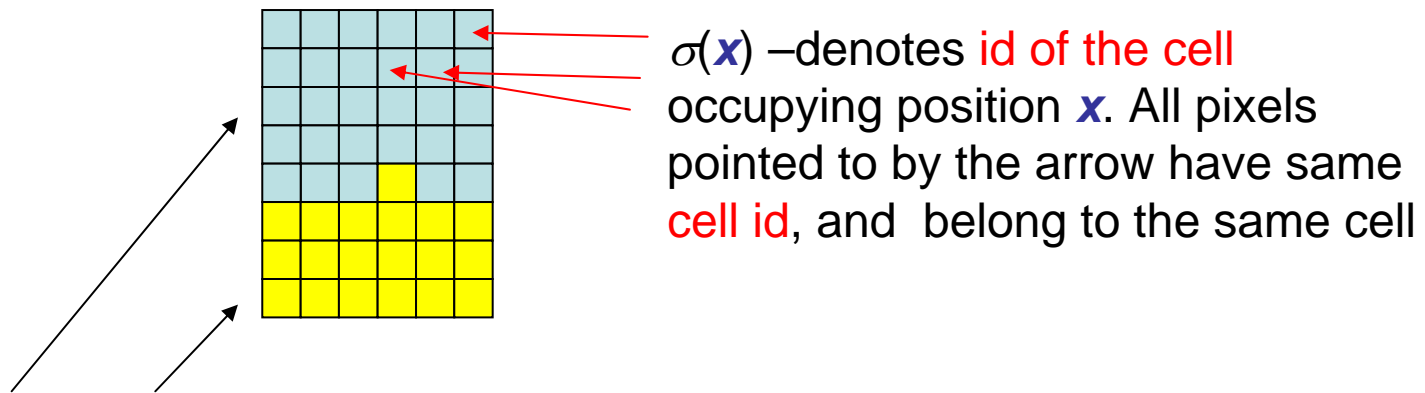 σ(x) –denotes id of the cell
occupying position x. All pixels
pointed to by the arrow have same
cell id, and belong to the same cell